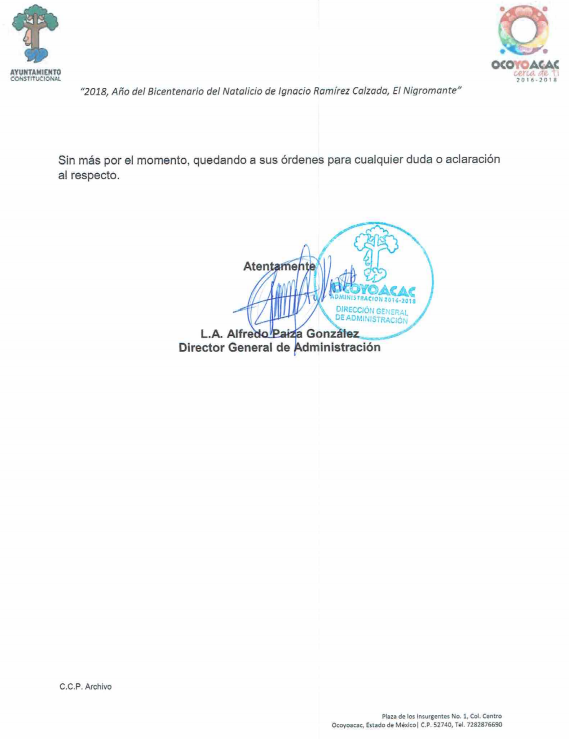 AYUNTAMIENTO
CONSTITUCIONAL
OCOYOACAC
cerca de Ti
2016-2018
"2018, Año del Bicentenario del Natalicio de Ignacio Ramírez Calzada, El Nigromante"
Sin más por el momento, quedando a sus órdenes para cualquier duda o aclaración
al respecto.
Atentamente
OCOYOACAC
ADMINISTRACIÓN 2016-2018
DIRECCIÓN GENERAL
DE ADMINISTRACIÓN
L.A. Alfredo Paiza González
Director General de Administración
C.C.P. Archivo
Plaza de los Insurgentes No. 1, Col. Centro
Ocoyoacac, Estado de México| C.P. 52740, Tel. 7282876690